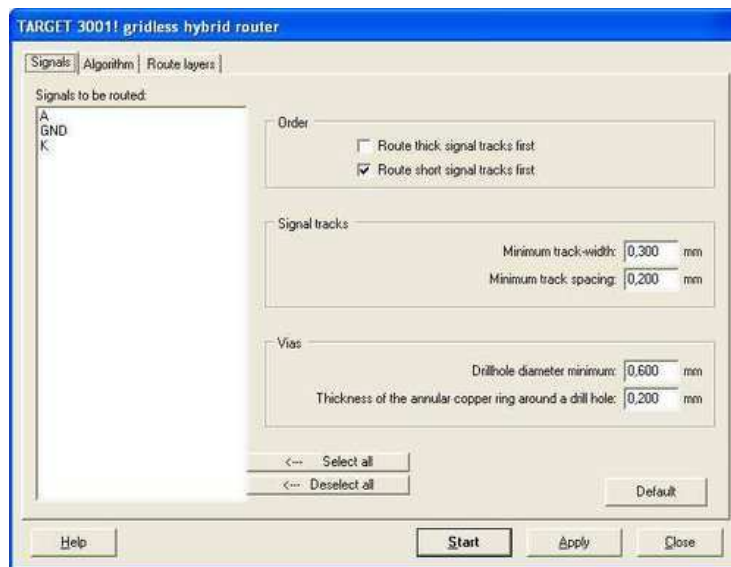 TARGET 3001! gridless hybrid router
Signals Algorithm Route layers
Signals to be routed:
A
GND
K
Order
Route thick signal tracks first
Route short signal tracks first
Signal tracks
Minimum track-width: 0,300 mm
Minimum track spacing: 0,200 mm
Vias
Drillhole diameter minimum: 0,600 mm
Thickness of the annular copper ring around a drill hole: 0,200 mm
<--- Select all
<--- Deselect all
Default
Help Start Apply Close